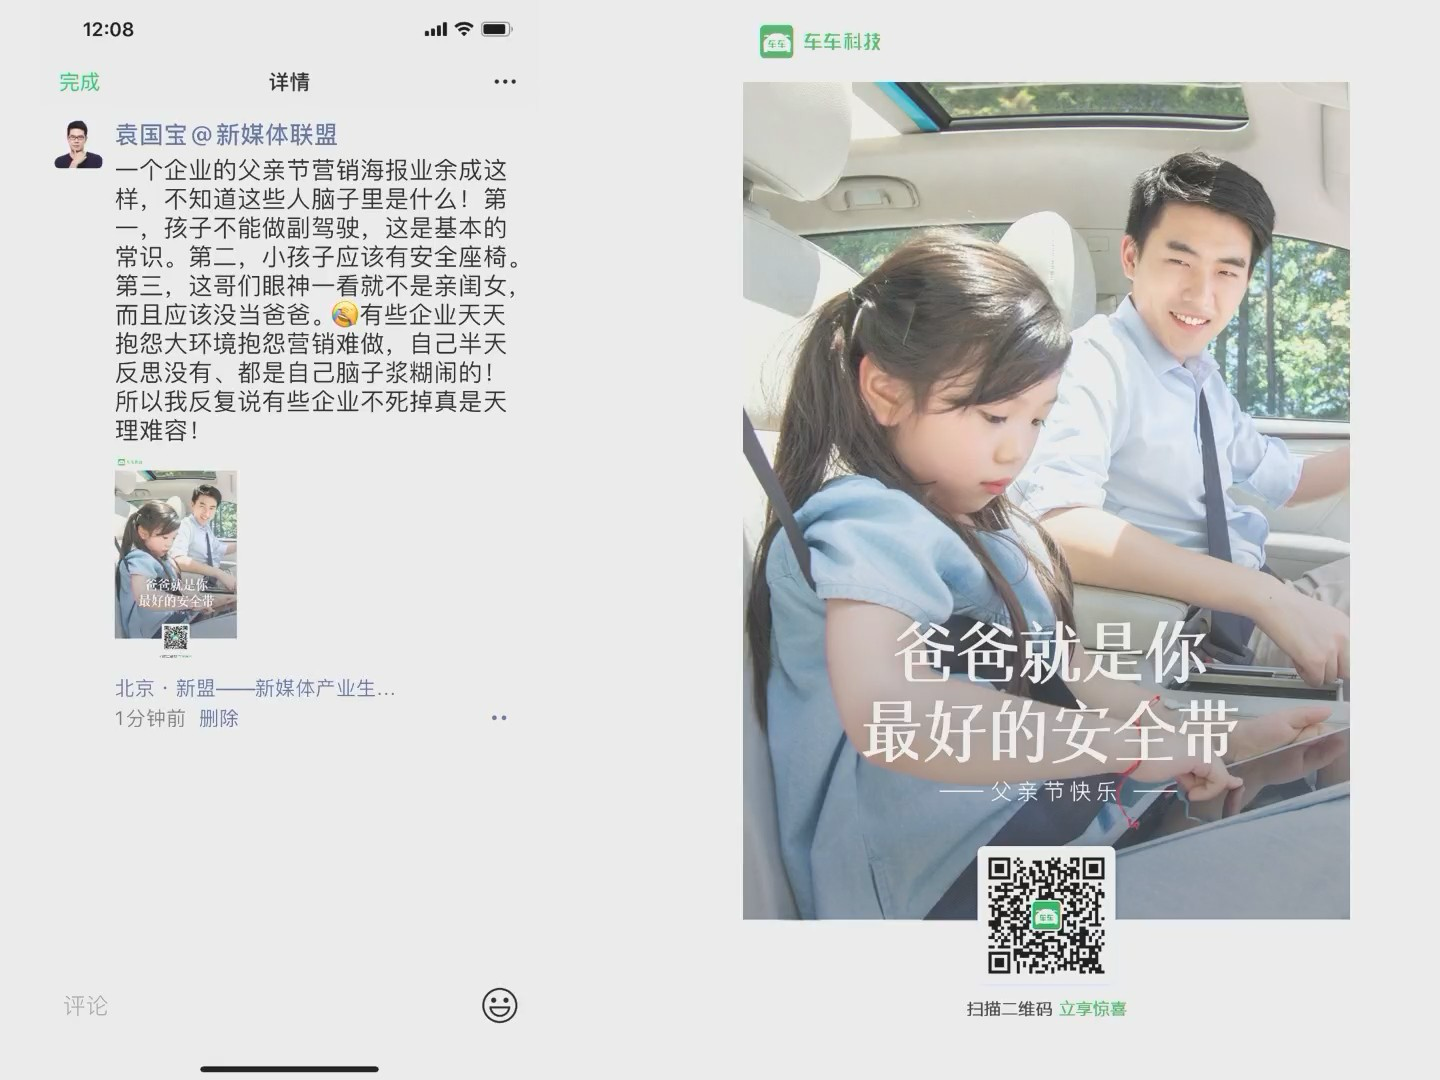 12:08
完成
详情
袁国宝@新媒体联盟
一个企业的父亲节营销海报业余成这
样，不知道这些人脑子里是什么！第
一，孩子不能做副驾驶，这是基本的
常识。第二，小孩子应该有安全座椅。
第三，这哥们眼神一看就不是亲闺女，
而且应该没当爸爸。有些企业天天
抱怨大环境抱怨营销难做，自己半天
反思没有、都是自己脑子浆糊闹的！
所以我反复说有些企业不死掉真是天
理难容！
爸爸就是你
最好的安全带
北京·新盟——新媒体产业生...
1分钟前 删除
评论
车车 车车科技
爸爸就是你
最好的安全带
父亲节快乐
车车
扫描二维码 立享惊喜